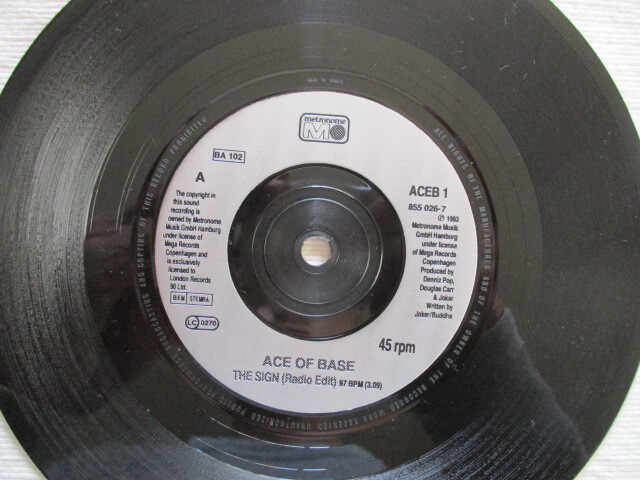 metronome
M
BA 102
A
The copyright in
this sound
recording is
owned by Metronome
Musik GmbH Hamburg
under license of
Mega Records
Copenhagen and
is exclusively
licensed to
London Records
90 Ltd.
BIEM STEMRA
LC 0270
ACEB 1
855 026-7
℗ 1993
Metronome Musik
GmbH Hamburg
under license
of Mega Records
Copenhagen
Produced by
Denniz Pop,
Douglas Carr
& Joker
Written by
Joker/Buddha
45 rpm
ACE OF BASE
THE SIGN (Radio Edit) 97 BPM (3.09)
ALL RIGHTS OF THE MANUFACTURER AND OF THE OWNER OF THE RECORDED WORK RESERVED UNAUTHORIZED PUBLIC PERFORMANCE BROADCASTING AND COPYING OF THIS RECORD PROHIBITED